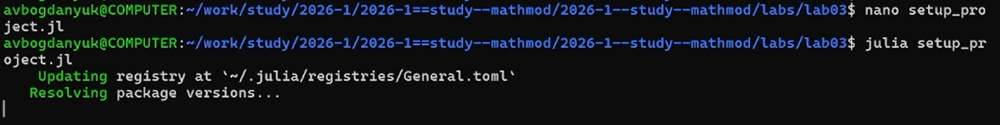 avbogdanyuk@COMPUTER:~/work/study/2026-1/2026-1==study--mathmod/2026-1--study--mathmod/labs/lab03$ nano setup_pro
ject.jl
avbogdanyuk@COMPUTER:~/work/study/2026-1/2026-1==study--mathmod/2026-1--study--mathmod/labs/lab03$ julia setup_pr
oject.jl
    Updating registry at `~/.julia/registries/General.toml`
   Resolving package versions...